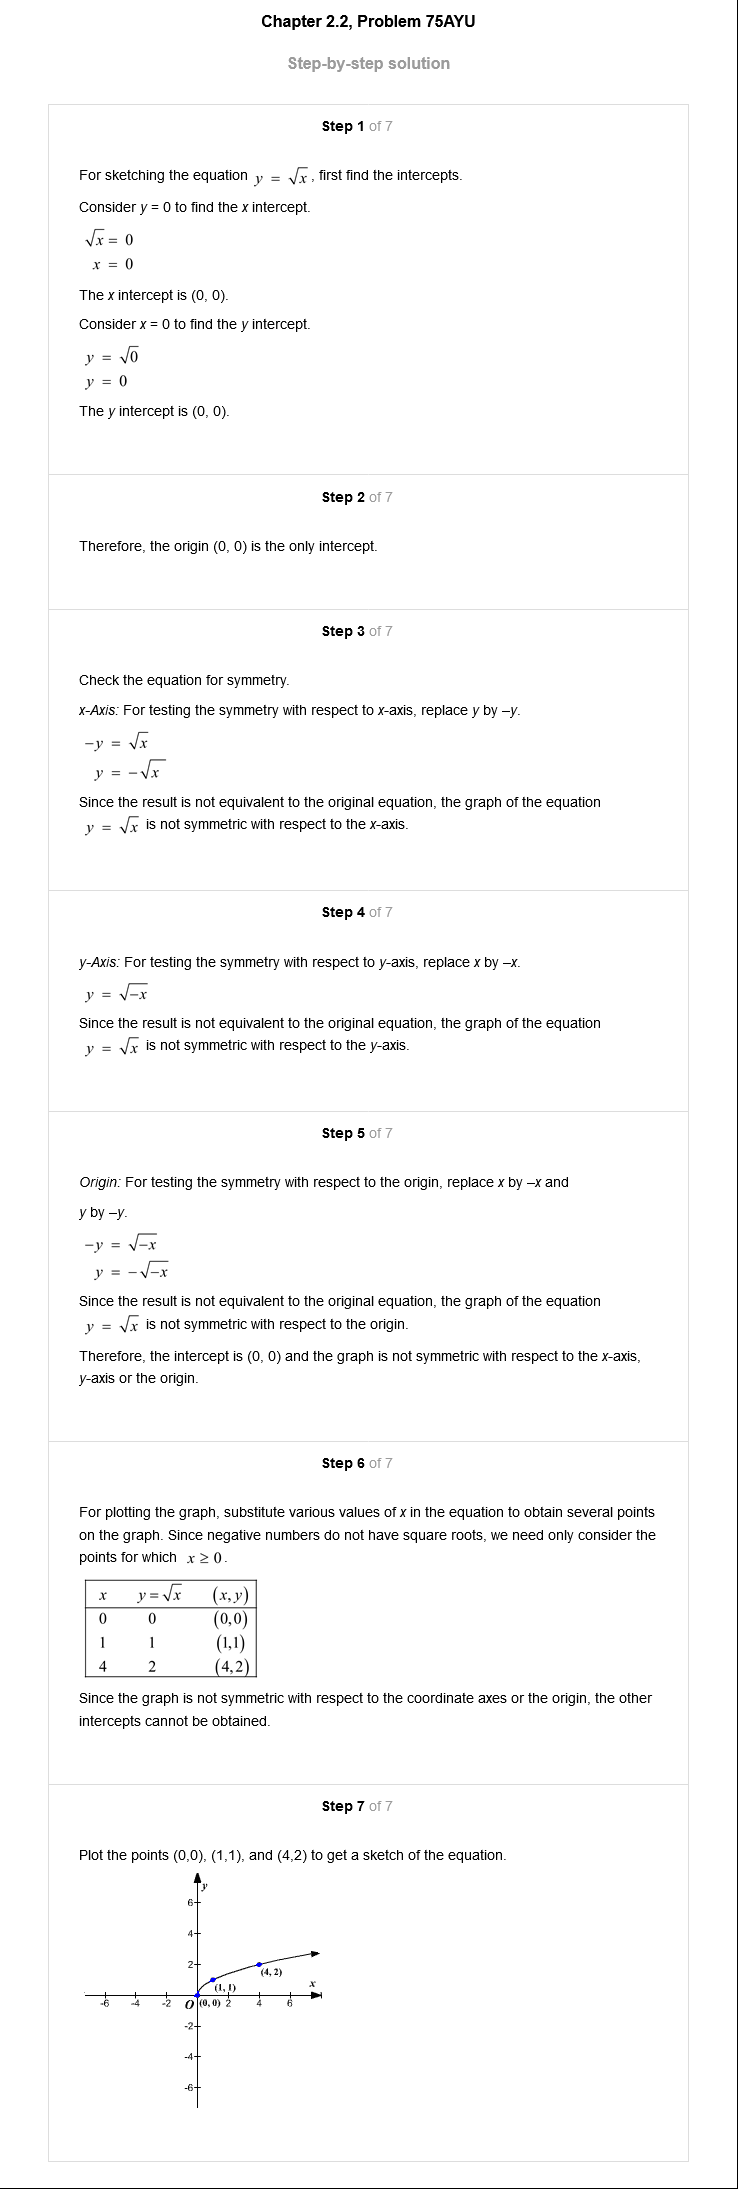 Chapter 2.2, Problem 75AYU
Step-by-step solution
Step 1 of 7
For sketching the equation y = √x, first find the intercepts.
Consider y = 0 to find the x intercept.
√x = 0
x = 0
The x intercept is (0, 0).
Consider x = 0 to find the y intercept.
y = √0
y = 0
The y intercept is (0, 0).
Step 2 of 7
Therefore, the origin (0, 0) is the only intercept.
Step 3 of 7
Check the equation for symmetry.
x-Axis: For testing the symmetry with respect to x-axis, replace y by –y.
−y = √x
y = −√x
Since the result is not equivalent to the original equation, the graph of the equation
y = √x is not symmetric with respect to the x-axis.
Step 4 of 7
y-Axis: For testing the symmetry with respect to y-axis, replace x by –x.
y = √−x
Since the result is not equivalent to the original equation, the graph of the equation
y = √x is not symmetric with respect to the y-axis.
Step 5 of 7
Origin: For testing the symmetry with respect to the origin, replace x by –x and
y by –y.
−y = √−x
y = −√−x
Since the result is not equivalent to the original equation, the graph of the equation
y = √x is not symmetric with respect to the origin.
Therefore, the intercept is (0, 0) and the graph is not symmetric with respect to the x-axis,
y-axis or the origin.
Step 6 of 7
For plotting the graph, substitute various values of x in the equation to obtain several points
on the graph. Since negative numbers do not have square roots, we need only consider the
points for which x ≥ 0.
x y = √x (x, y)
0 0 (0,0)
1 1 (1,1)
4 2 (4,2)
Since the graph is not symmetric with respect to the coordinate axes or the origin, the other
intercepts cannot be obtained.
Step 7 of 7
Plot the points (0,0), (1,1), and (4,2) to get a sketch of the equation.
y
6
4
2
(4, 2)
(1, 1)
x
-6 -4 -2 O (0, 0) 2 4 6
-2
-4
-6